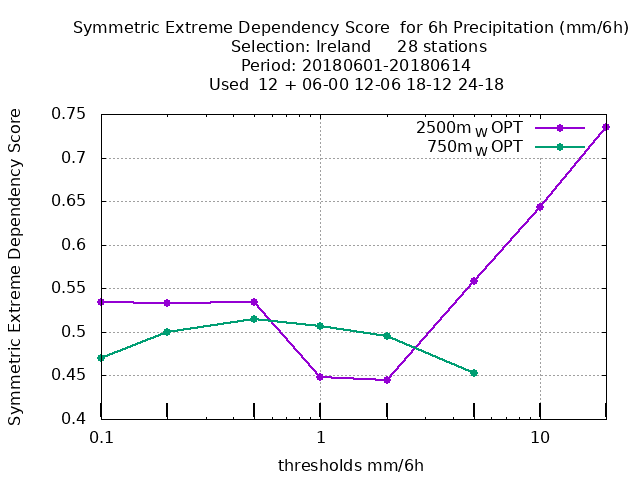 Symmetric Extreme Dependency Score  for 6h Precipitation (mm/6h)
Selection: Ireland     28 stations
Period: 20180601-20180614
Used  12 + 06-00 12-06 18-12 24-18
Symmetric Extreme Dependency Score
0.75
0.7
0.65
0.6
0.55
0.5
0.45
0.4
2500m_W OPT
750m_W OPT
0.1
1
10
thresholds mm/6h